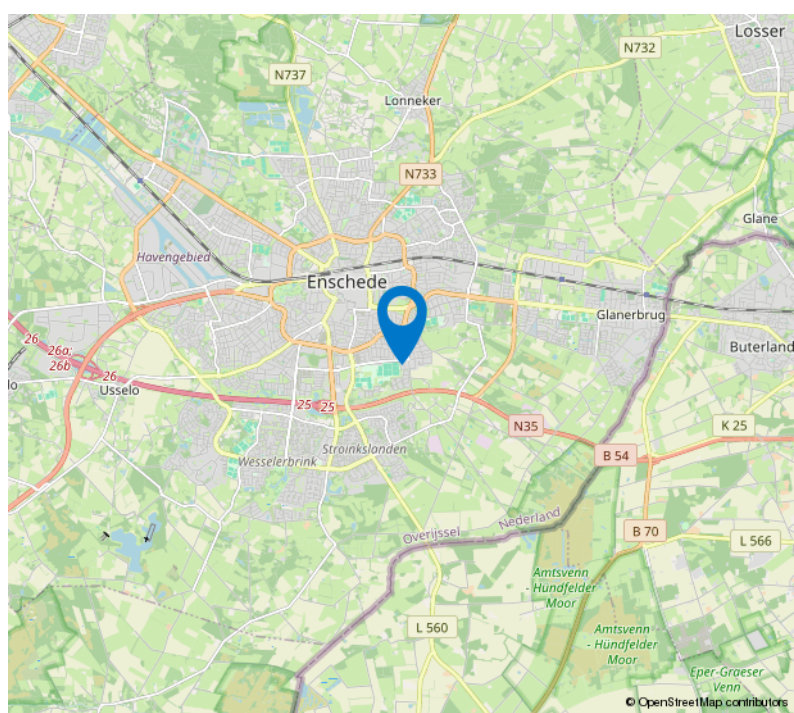 Losser
N732
N737
Lonneker
N733
Glane
Havengebied
Enschede
Glanerbrug
26
26a;
26b
26
Buterland
lo
Usselo
25
25
N35
K 25
Stroinkslanden
Wesselerbrink
B 54
Nederland
Overijssel
B 70
L 566
Amtsvenn
- Hündfelder
Moor
L 560
Amtsvenn
- Hündfelder
Moor
Eper-Graeser
Venn
© OpenStreetMap contributors